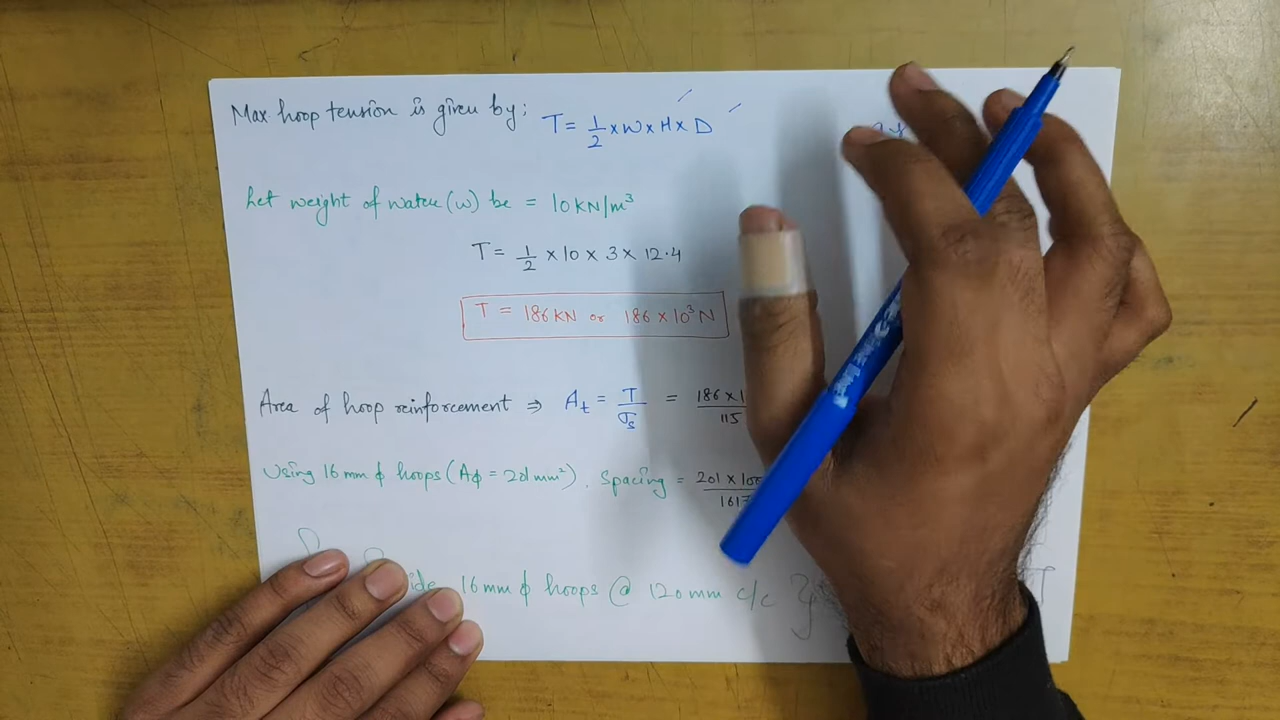 Max hoop tension is given by: T = 1/2 × W × H × D
Let weight of water (w) be = 10 KN/m³
T = 1/2 × 10 × 3 × 12.4
T = 186 KN or 186 × 10³ N
Area of hoop reinforcement ⇒ At = T/σs = 186 × 1 / 115
Using 16 mm ϕ hoops (Aϕ = 201 mm²). Spacing = 201 × 100 / 1617
16 mm ϕ hoops @ 120 mm c/c